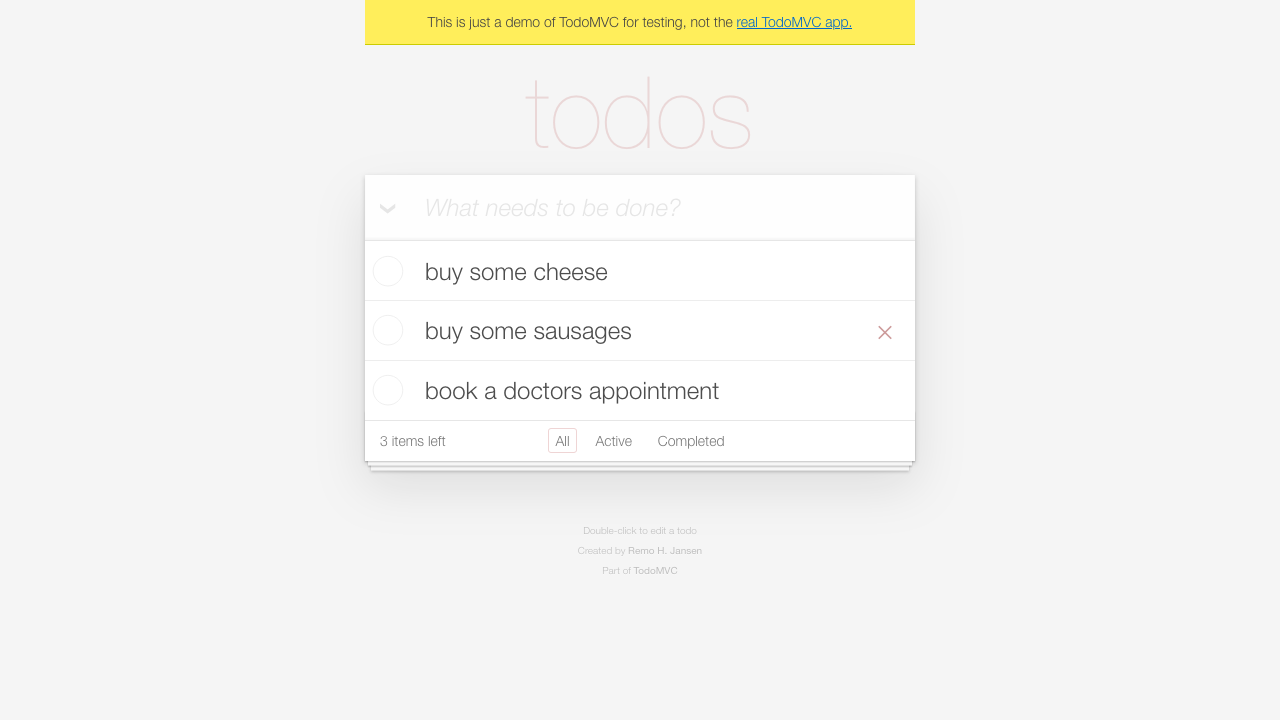 This is just a demo of TodoMVC for testing, not the real TodoMVC app.
todos
What needs to be done?
buy some cheese
buy some sausages
book a doctors appointment
3 items left All Active Completed
Double-click to edit a todo
Created by Remo H. Jansen
Part of TodoMVC